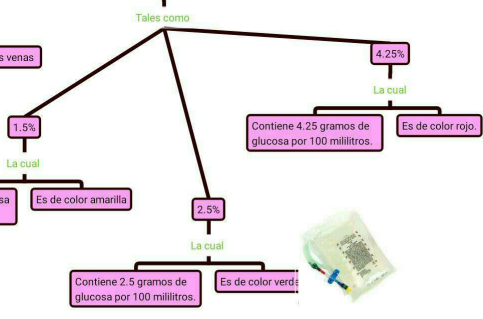 Tales como
s venas
4.25%
La cual
Contiene 4.25 gramos de
glucosa por 100 mililitros.
Es de color rojo.
1.5%
La cual
sa
Es de color amarilla
2.5%
La cual
Contiene 2.5 gramos de
glucosa por 100 mililitros.
Es de color verde